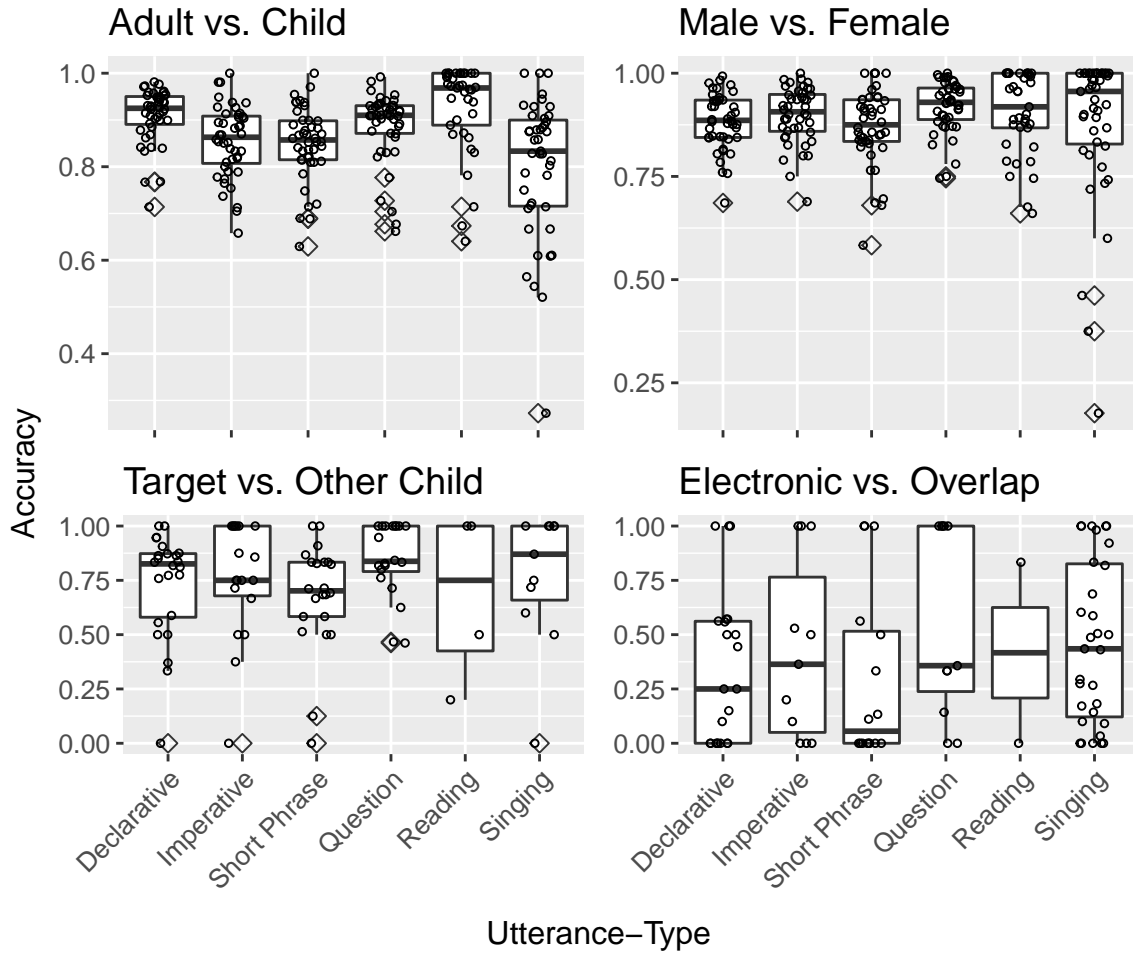 Adult vs. Child
Male vs. Female
1.0
0.8
0.6
0.4
1.00
0.75
0.50
0.25
Accuracy
Target vs. Other Child
Electronic vs. Overlap
1.00
0.75
0.50
0.25
0.00
1.00
0.75
0.50
0.25
0.00
Declarative
Imperative
Short Phrase
Question
Reading
Singing
Declarative
Imperative
Short Phrase
Question
Reading
Singing
Utterance−Type